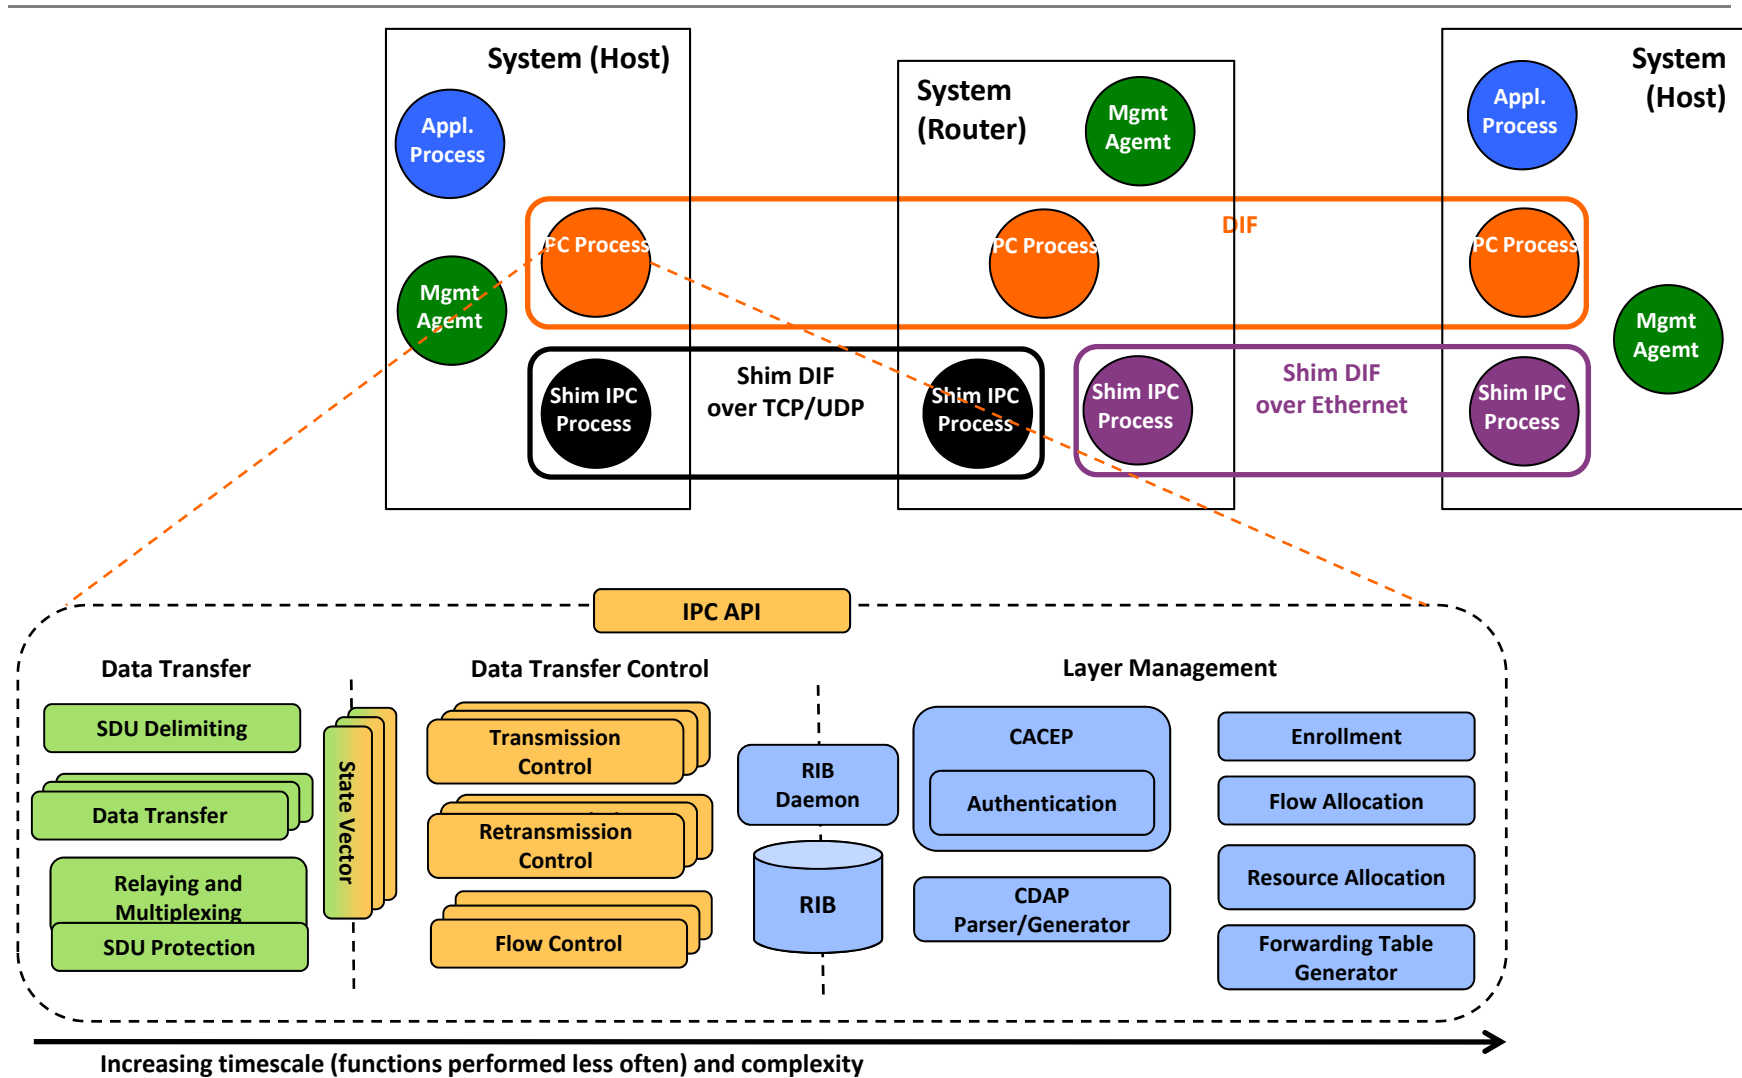 System (Host)
System
(Router)
System
(Host)
Appl.
Process
Mgmt
Agemt
Appl.
Process
DIF
PC Process
PC Process
PC Process
Mgmt
Agemt
Mgmt
Agemt
Shim IPC
Process
Shim DIF
over TCP/UDP
Shim IPC
Process
Shim IPC
Process
Shim DIF
over Ethernet
Shim IPC
Process
IPC API
Data Transfer
Data Transfer Control
Layer Management
SDU Delimiting
Data Transfer
Relaying and
Multiplexing
SDU Protection
State Vector
Transmission
Control
Retransmission
Control
Flow Control
RIB
Daemon
RIB
CACEP
Authentication
CDAP
Parser/Generator
Enrollment
Flow Allocation
Resource Allocation
Forwarding Table
Generator
Increasing timescale (functions performed less often) and complexity